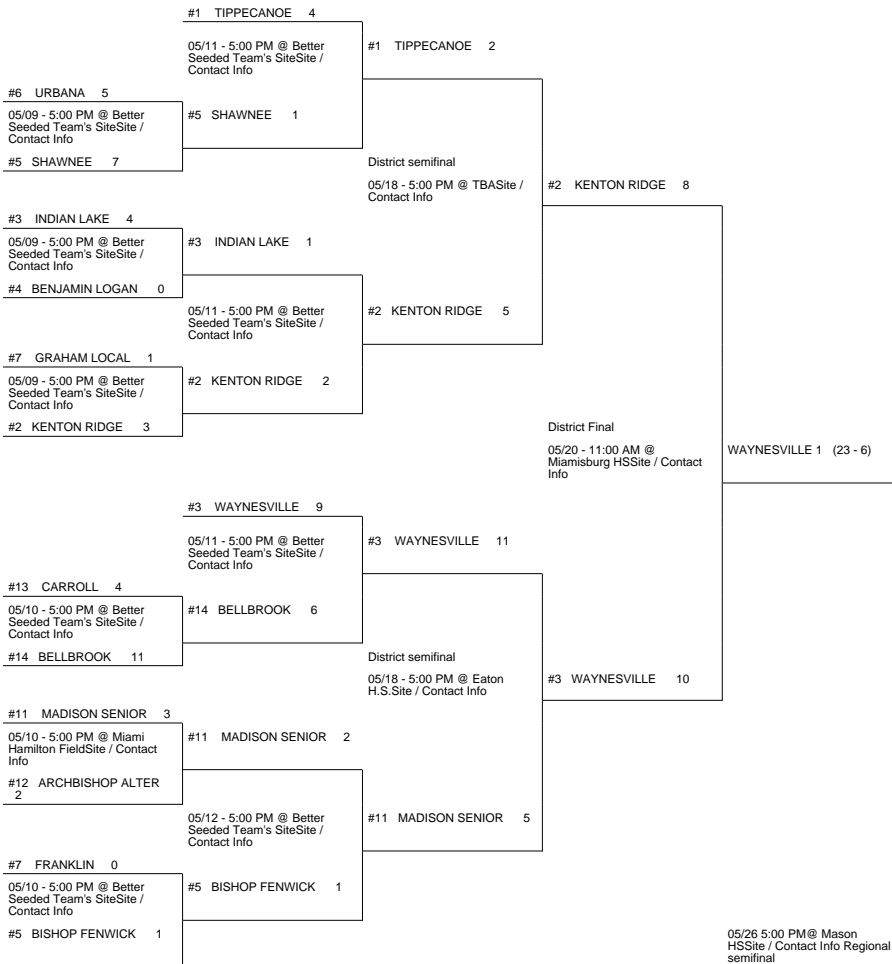 #1 TIPPECANOE 4
05/11 - 5:00 PM @ Better
Seeded Team's SiteSite /
Contact Info
#1 TIPPECANOE 2
#6 URBANA 5
05/09 - 5:00 PM @ Better
Seeded Team's SiteSite /
Contact Info
#5 SHAWNEE 1
#5 SHAWNEE 7
District semifinal
05/18 - 5:00 PM @ TBASite /
Contact Info
#2 KENTON RIDGE 8
#3 INDIAN LAKE 4
05/09 - 5:00 PM @ Better
Seeded Team's SiteSite /
Contact Info
#3 INDIAN LAKE 1
#4 BENJAMIN LOGAN 0
05/11 - 5:00 PM @ Better
Seeded Team's SiteSite /
Contact Info
#2 KENTON RIDGE 5
#7 GRAHAM LOCAL 1
05/09 - 5:00 PM @ Better
Seeded Team's SiteSite /
Contact Info
#2 KENTON RIDGE 2
#2 KENTON RIDGE 3
District Final
05/20 - 11:00 AM @
Miamisburg HSSite / Contact
Info
WAYNESVILLE 1 (23 - 6)
#3 WAYNESVILLE 9
05/11 - 5:00 PM @ Better
Seeded Team's SiteSite /
Contact Info
#3 WAYNESVILLE 11
#13 CARROLL 4
05/10 - 5:00 PM @ Better
Seeded Team's SiteSite /
Contact Info
#14 BELLBROOK 6
#14 BELLBROOK 11
District semifinal
05/18 - 5:00 PM @ Eaton
H.S.Site / Contact Info
#3 WAYNESVILLE 10
#11 MADISON SENIOR 3
05/10 - 5:00 PM @ Miami
Hamilton FieldSite / Contact
Info
#11 MADISON SENIOR 2
#12 ARCHBISHOP ALTER
2
05/12 - 5:00 PM @ Better
Seeded Team's SiteSite /
Contact Info
#11 MADISON SENIOR 5
#7 FRANKLIN 0
05/10 - 5:00 PM @ Better
Seeded Team's SiteSite /
Contact Info
#5 BISHOP FENWICK 1
#5 BISHOP FENWICK 1
05/26 5:00 PM@ Mason
HSSite / Contact Info Regional
semifinal